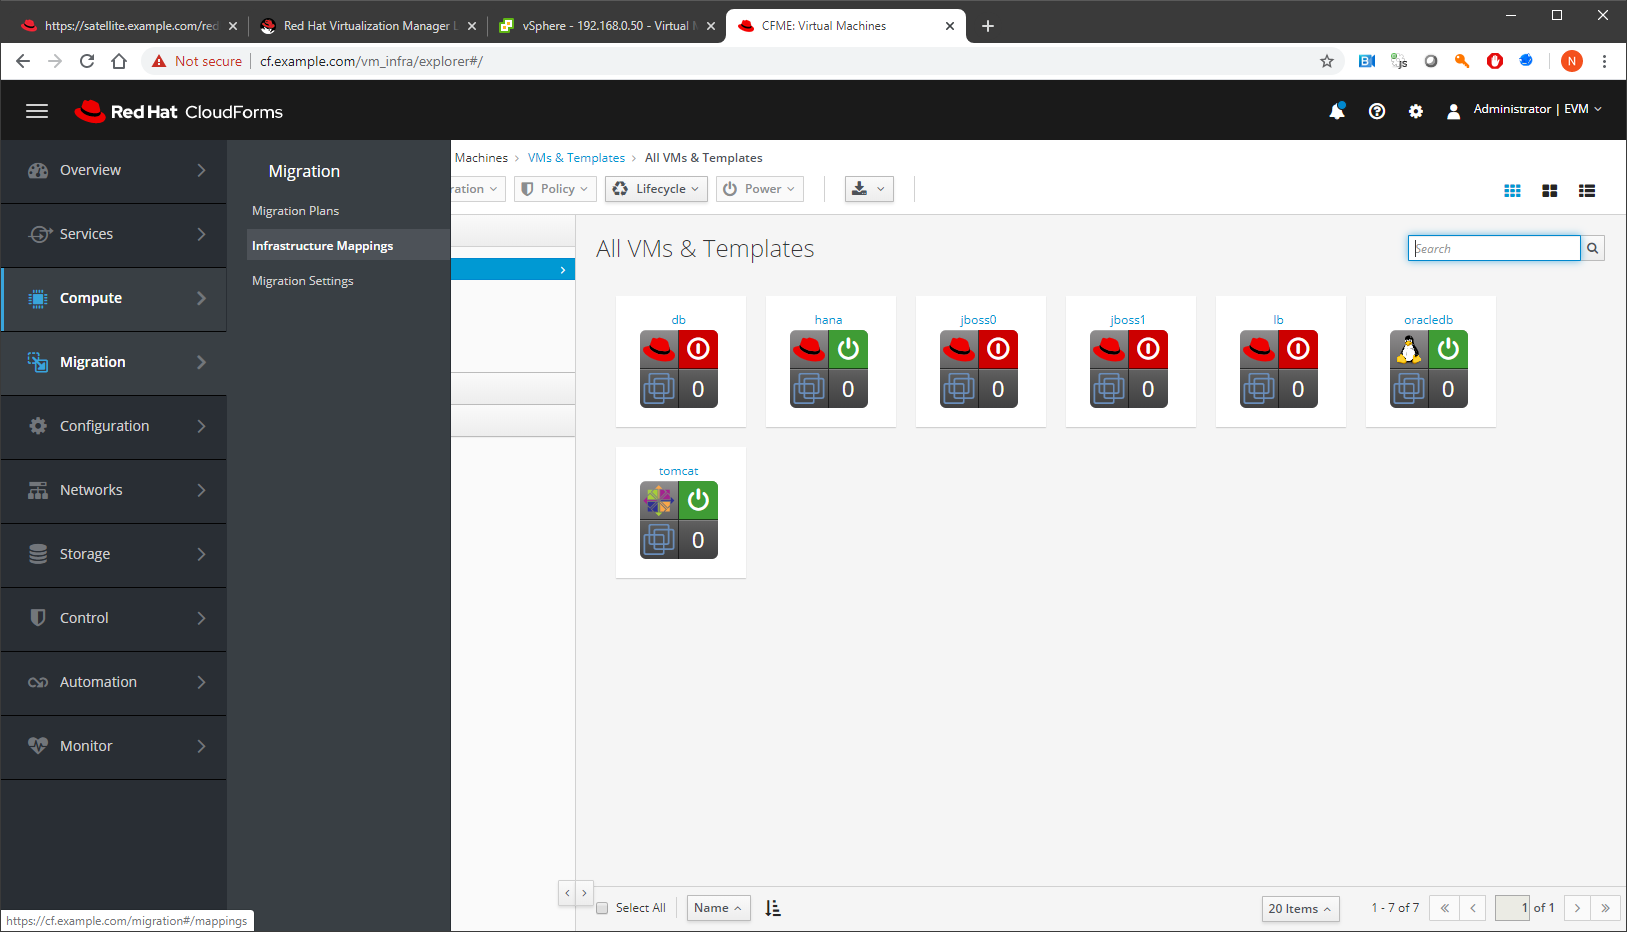 https://satellite.example.com/red
Red Hat Virtualization Manager
vSphere - 192.168.0.50 - Virtual
CFME: Virtual Machines
Not secure
cf.example.com/vm_infra/explorer#/
N
Red Hat CloudForms
Administrator | EVM
Overview
Services
Compute
Migration
Configuration
Networks
Storage
Control
Automation
Monitor
Migration
Migration Plans
Infrastructure Mappings
Migration Settings
Machines > VMs & Templates > All VMs & Templates
ration
Policy
Lifecycle
Power
All VMs & Templates
Search
db
0
hana
0
jboss0
0
jboss1
0
lb
0
oracledb
0
tomcat
0
Select All
Name
20 Items
1 - 7 of 7
1 of 1
https://cf.example.com/migration#/mappings